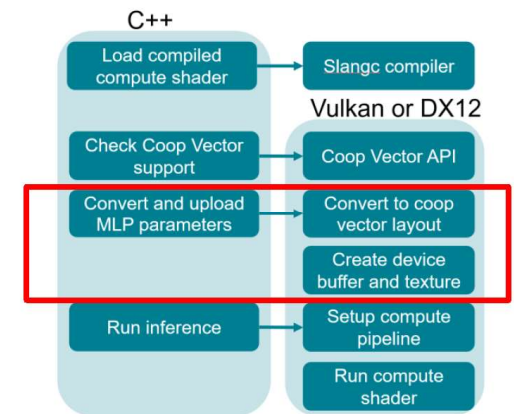 C++
Load compiled
compute shader
Slangc compiler
Vulkan or DX12
Check Coop Vector
support
Coop Vector API
Convert and upload
MLP parameters
Convert to coop
vector layout
Create device
buffer and texture
Run inference
Setup compute
pipeline
Run compute
shader